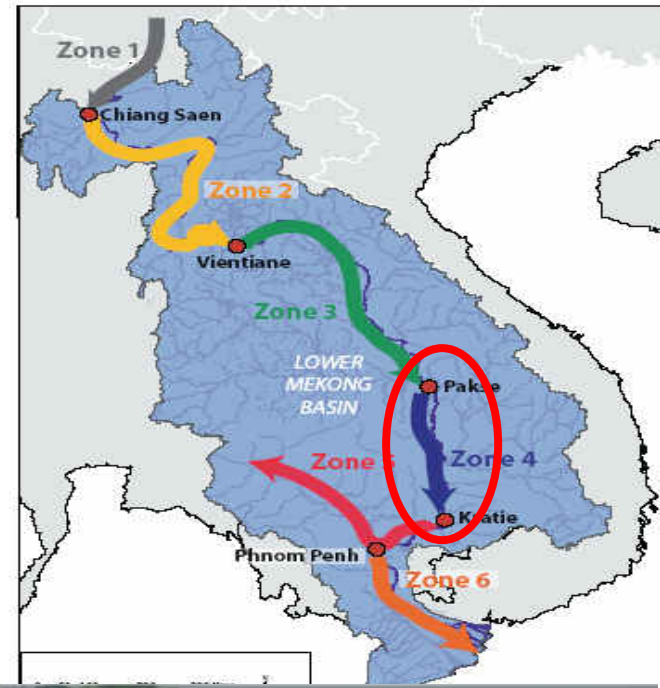 Zone 1
Chiang Saen
Zone 2
Vientiane
Zone 3
LOWER
MEKONG
BASIN
Pakse
Zone 5
Zone 4
Kratie
Phnom Penh
Zone 6